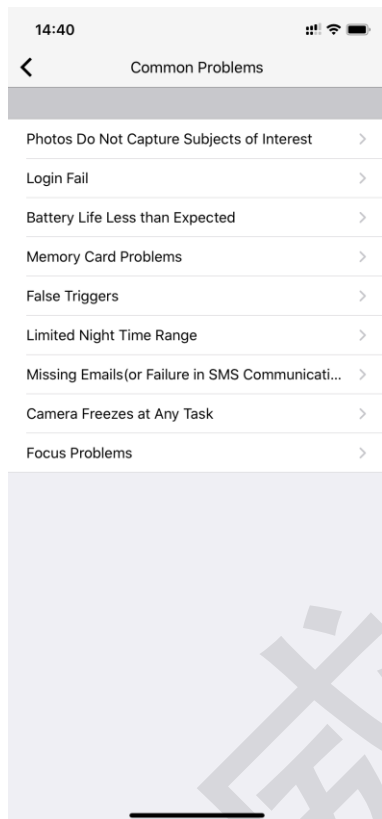 14:40
Common Problems
Photos Do Not Capture Subjects of Interest
Login Fail
Battery Life Less than Expected
Memory Card Problems
False Triggers
Limited Night Time Range
Missing Emails(or Failure in SMS Communicati...
Camera Freezes at Any Task
Focus Problems